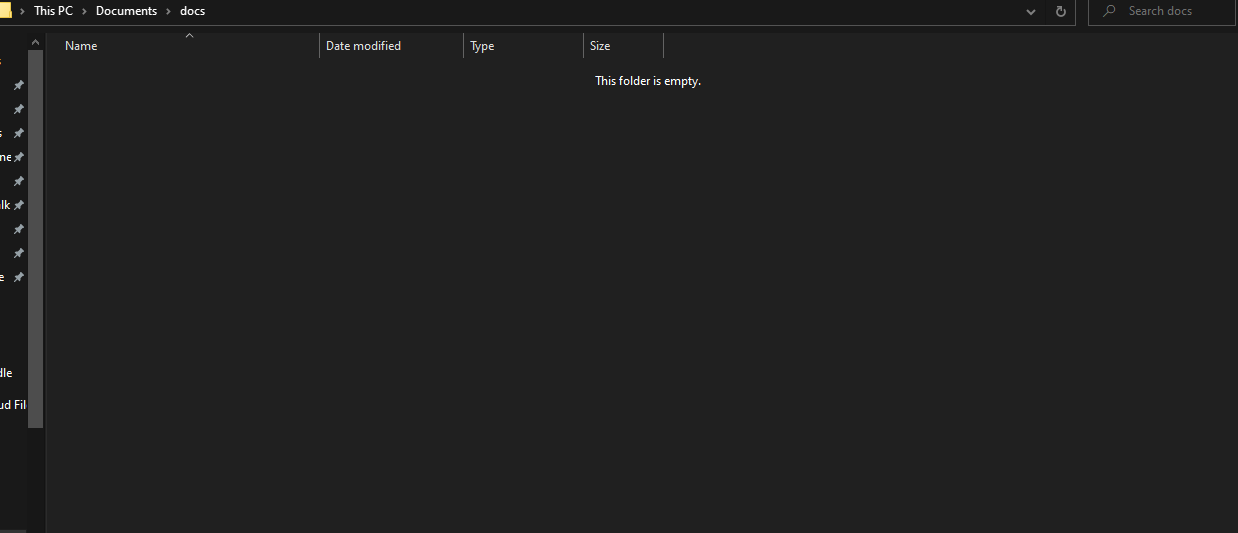 This PC > Documents > docs
Search docs
Name
Date modified
Type
Size
This folder is empty.
s
ne
lk
e
dle
ud Fil